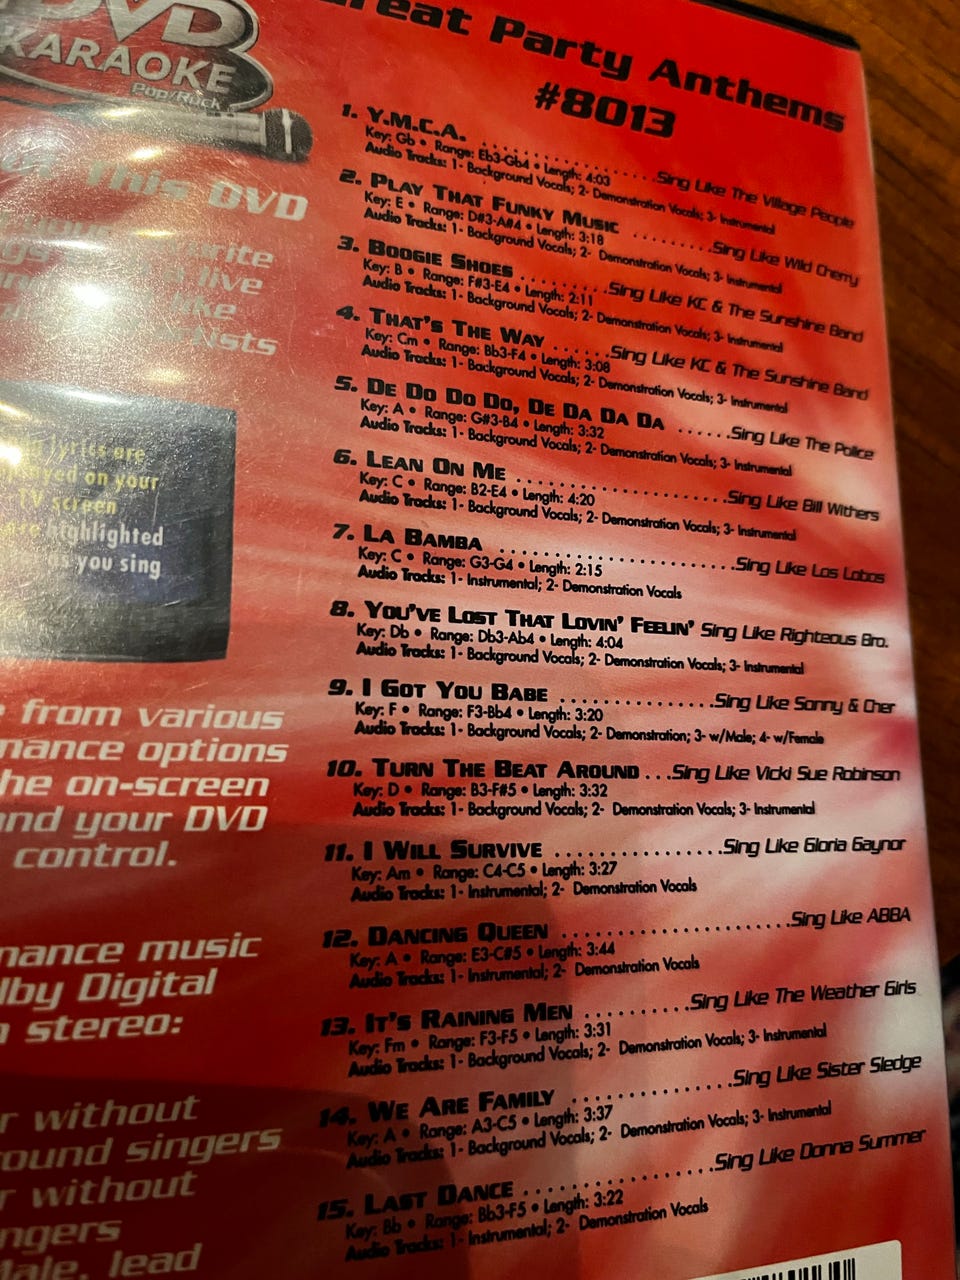 DVD
KARAOKE
Pop/Rock
this DVD
favorite
a live
like
on your
TV screen
highlighted
you sing
from various
options
on-screen
and your DVD
control.
music
Digital
stereo:
without
singers
without
lead
Great Party Anthems
#8013
1. Y.M.C.A. ....................Sing Like The Village People
Key: Gb • Range: Eb3-Gb4 • Length: 4:03
Audio Tracks: 1- Background Vocals; 2- Demonstration Vocals; 3- Instrumental
2. PLAY THAT FUNKY MUSIC .........Sing Like Wild Cherry
Key: E • Range: D#3-A#4 • Length: 3:18
Audio Tracks: 1- Background Vocals; 2- Demonstration Vocals; 3- Instrumental
3. BOOGIE SHOES .........Sing Like KC & The Sunshine Band
Key: B • Range: F#3-E4 • Length: 2:11
Audio Tracks: 1- Background Vocals; 2- Demonstration Vocals; 3- Instrumental
4. THAT'S THE WAY ......Sing Like KC & The Sunshine Band
Key: Cm • Range: Bb3-F4 • Length: 3:08
Audio Tracks: 1- Background Vocals; 2- Demonstration Vocals; 3- Instrumental
5. DE DO DO DO, DE DA DA DA ......Sing Like The Police
Key: A • Range: G#3-B4 • Length: 3:32
Audio Tracks: 1- Background Vocals; 2- Demonstration Vocals; 3- Instrumental
6. LEAN ON ME .......................Sing Like Bill Withers
Key: C • Range: B2-E4 • Length: 4:20
Audio Tracks: 1- Background Vocals; 2- Demonstration Vocals; 3- Instrumental
7. LA BAMBA .........................Sing Like Los Lobos
Key: C • Range: G3-G4 • Length: 2:15
Audio Tracks: 1- Instrumental; 2- Demonstration Vocals
8. YOU'VE LOST THAT LOVIN' FEELIN' Sing Like Righteous Bro.
Key: Db • Range: Db3-Ab4 • Length: 4:04
Audio Tracks: 1- Background Vocals; 2- Demonstration Vocals; 3- Instrumental
9. I GOT YOU BABE ................Sing Like Sonny & Cher
Key: F • Range: F3-Bb4 • Length: 3:20
Audio Tracks: 1- Background Vocals; 2- Demonstration; 3- w/Male; 4- w/Female
10. TURN THE BEAT AROUND ...Sing Like Vicki Sue Robinson
Key: D • Range: B3-F#5 • Length: 3:32
Audio Tracks: 1- Background Vocals; 2- Demonstration Vocals; 3- Instrumental
11. I WILL SURVIVE .................Sing Like Gloria Gaynor
Key: Am • Range: C4-C5 • Length: 3:27
Audio Tracks: 1- Instrumental; 2- Demonstration Vocals
12. DANCING QUEEN .........................Sing Like ABBA
Key: A • Range: E3-C#5 • Length: 3:44
Audio Tracks: 1- Instrumental; 2- Demonstration Vocals
13. IT'S RAINING MEN ...........Sing Like The Weather Girls
Key: Fm • Range: F3-F5 • Length: 3:31
Audio Tracks: 1- Background Vocals; 2- Demonstration Vocals; 3- Instrumental
14. WE ARE FAMILY .................Sing Like Sister Sledge
Key: A • Range: A3-C5 • Length: 3:37
Audio Tracks: 1- Background Vocals; 2- Demonstration Vocals; 3- Instrumental
15. LAST DANCE ....................Sing Like Donna Summer
Key: Bb • Range: Bb3-F5 • Length: 3:22
Audio Tracks: 1- Instrumental; 2- Demonstration Vocals